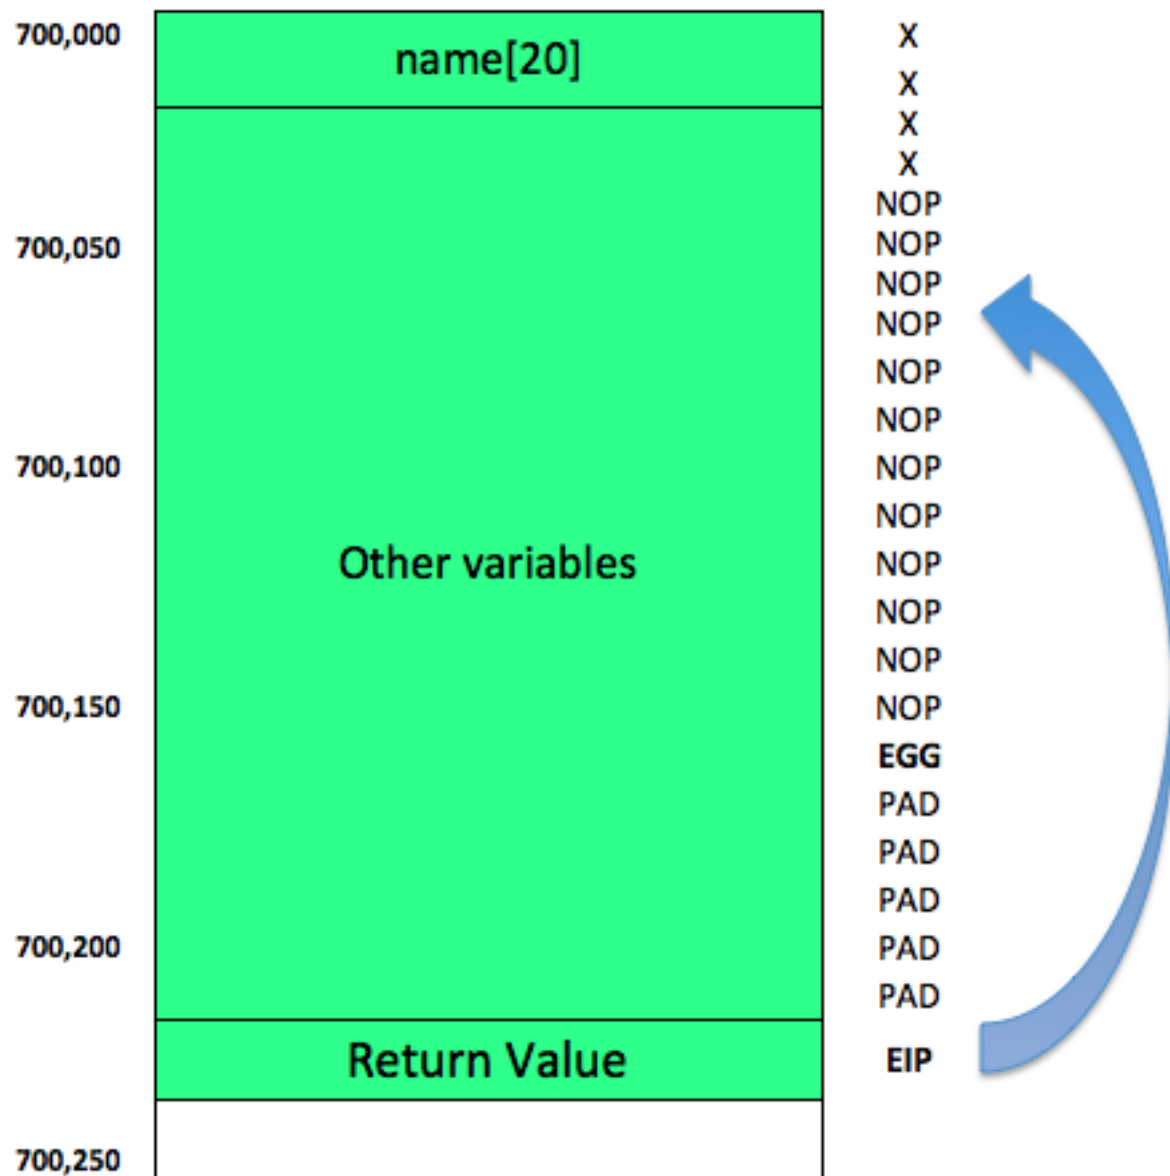 700,000
name[20]
X
X
X
X
NOP
700,050
NOP
NOP
NOP
NOP
NOP
700,100
NOP
NOP
Other variables
NOP
NOP
NOP
700,150
NOP
EGG
PAD
PAD
PAD
700,200
PAD
PAD
Return Value
EIP
700,250